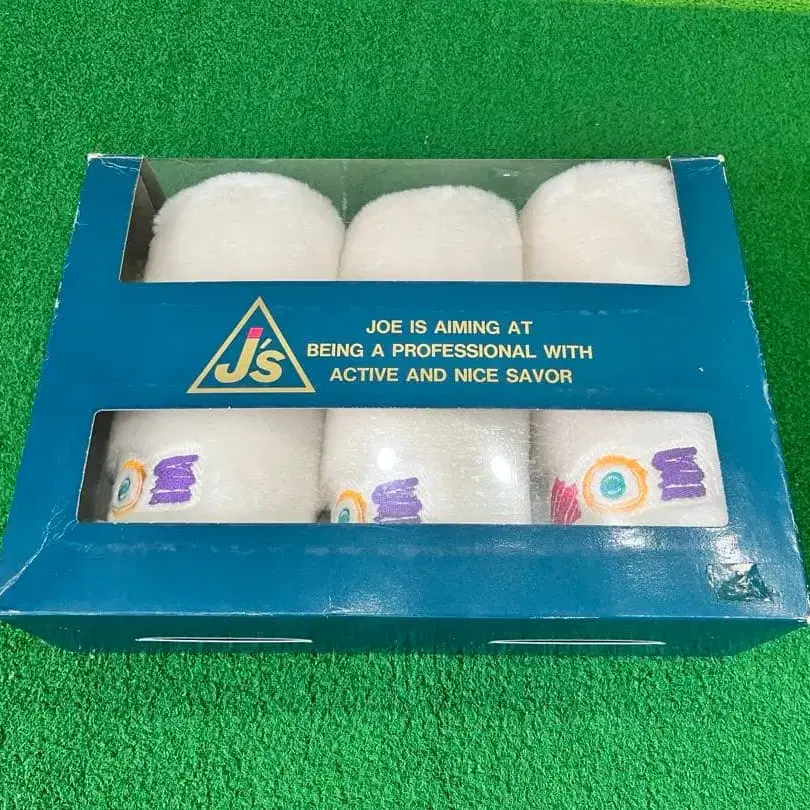 J's
JOE IS AIMING AT
BEING A PROFESSIONAL WITH
ACTIVE AND NICE SAVOR